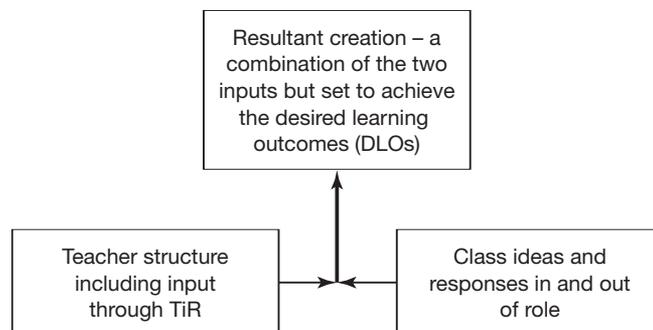 Resultant creation – a
combination of the two
inputs but set to achieve
the desired learning
outcomes (DLOs)
Teacher structure
including input
through TiR
Class ideas and
responses in and out
of role